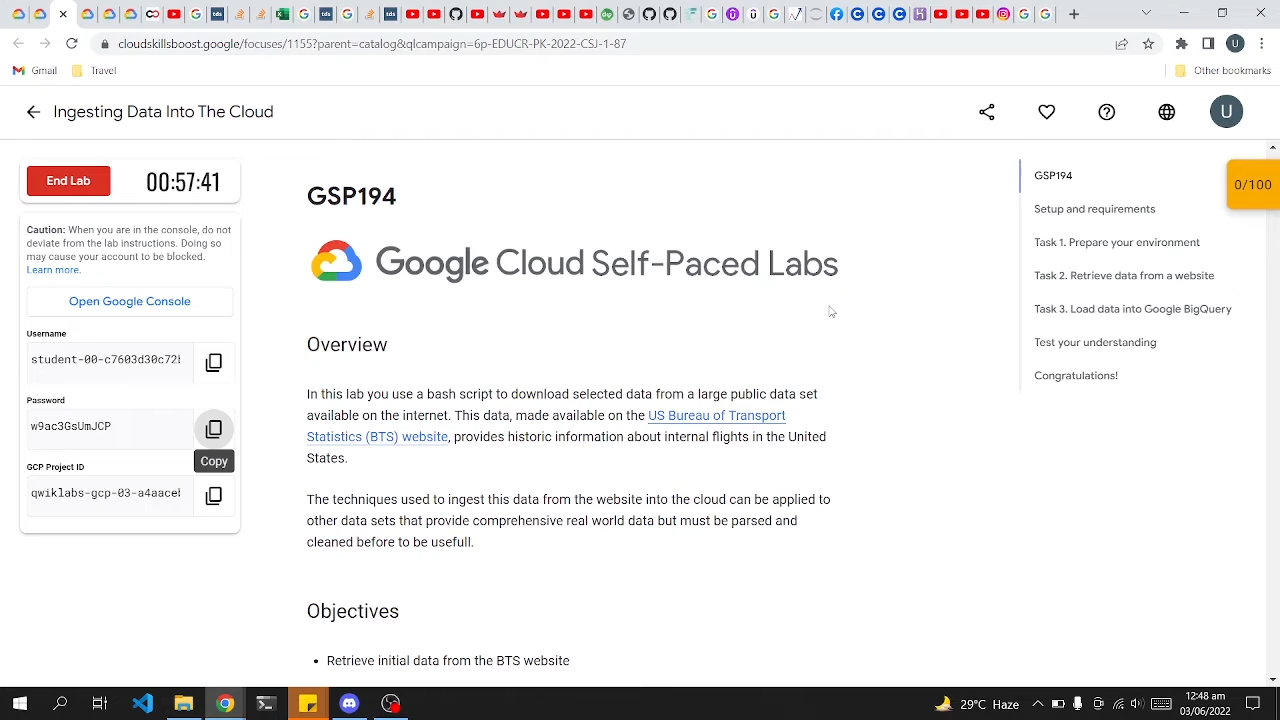 cloudskillsboost.google/focuses/1155?parent=catalog&qlcampaign=6p-EDUCR-PK-2022-CSJ-1-87
U
Gmail
Travel
Other bookmarks
Ingesting Data Into The Cloud
U
End Lab
00:57:41
Caution: When you are in the console, do not
deviate from the lab instructions. Doing so
may cause your account to be blocked.
Learn more.
Open Google Console
Username
student-00-c7603d30c72b
Password
w9ac3GsUmJCP
Copy
GCP Project ID
qwiklabs-gcp-03-a4aaceb
GSP194
Google Cloud Self-Paced Labs
Overview
In this lab you use a bash script to download selected data from a large public data set
available on the internet. This data, made available on the US Bureau of Transport
Statistics (BTS) website, provides historic information about internal flights in the United
States.
The techniques used to ingest this data from the website into the cloud can be applied to
other data sets that provide comprehensive real world data but must be parsed and
cleaned before to be usefull.
Objectives
• Retrieve initial data from the BTS website
GSP194
Setup and requirements
Task 1. Prepare your environment
Task 2. Retrieve data from a website
Task 3. Load data into Google BigQuery
Test your understanding
Congratulations!
0/100
29°C Haze
12:48 am
03/06/2022